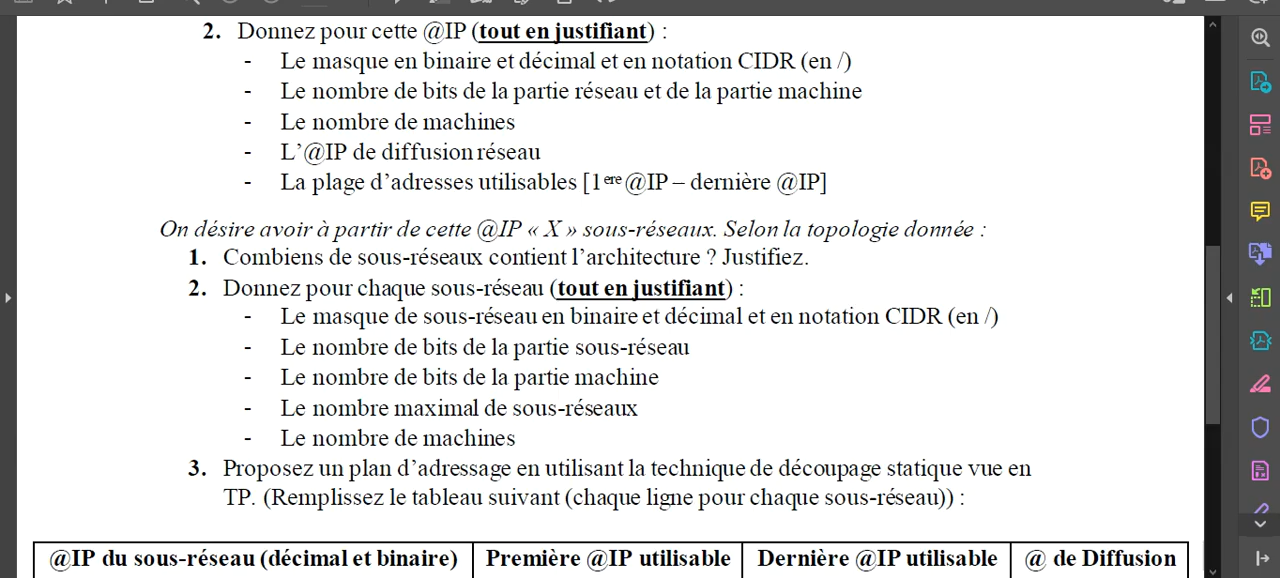 2. Donnez pour cette @IP (tout en justifiant) :
- Le masque en binaire et décimal et en notation CIDR (en /)
- Le nombre de bits de la partie réseau et de la partie machine
- Le nombre de machines
- L’@IP de diffusion réseau
- La plage d’adresses utilisables [1ere @IP – dernière @IP]
On désire avoir à partir de cette @IP « X » sous-réseaux. Selon la topologie donnée :
1. Combiens de sous-réseaux contient l’architecture ? Justifiez.
2. Donnez pour chaque sous-réseau (tout en justifiant) :
- Le masque de sous-réseau en binaire et décimal et en notation CIDR (en /)
- Le nombre de bits de la partie sous-réseau
- Le nombre de bits de la partie machine
- Le nombre maximal de sous-réseaux
- Le nombre de machines
3. Proposez un plan d’adressage en utilisant la technique de découpage statique vue en
TP. (Remplissez le tableau suivant (chaque ligne pour chaque sous-réseau)) :
@IP du sous-réseau (décimal et binaire) Première @IP utilisable Dernière @IP utilisable @ de Diffusion